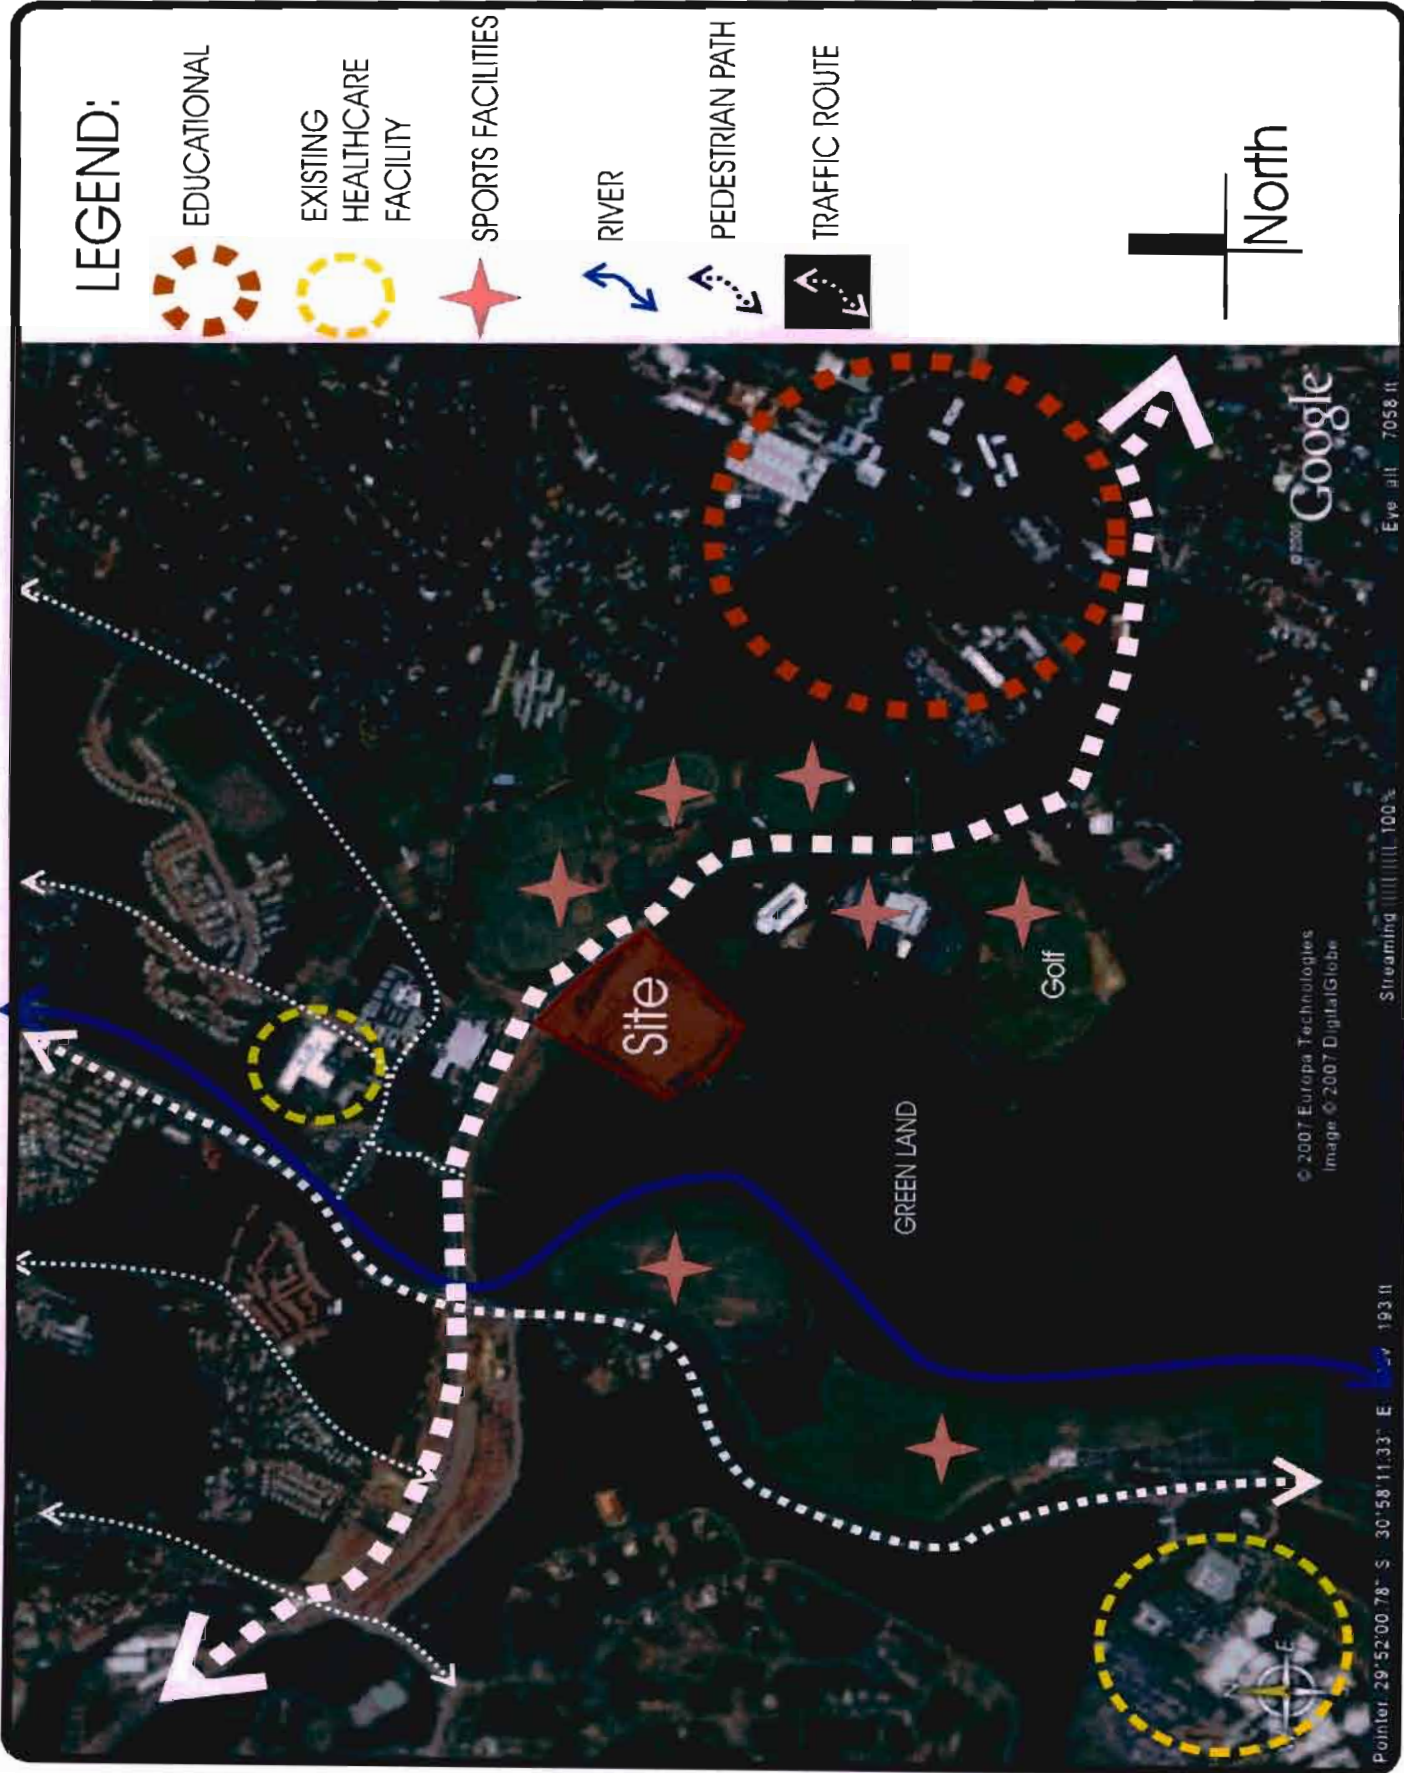 LEGEND:
EDUCATIONAL
EXISTING
HEALTHCARE
FACILITY
SPORTS FACILITIES
RIVER
PEDESTRIAN PATH
TRAFFIC ROUTE
North
Site
Golf
GREEN LAND
N
E
©2005
Google
© 2007 Europa Technologies
Image © 2007 DigitalGlobe
Pointer 29°52'00.78" S 30°58'11.33" E 193 ft Streaming 100% Eye alt 7058 ft